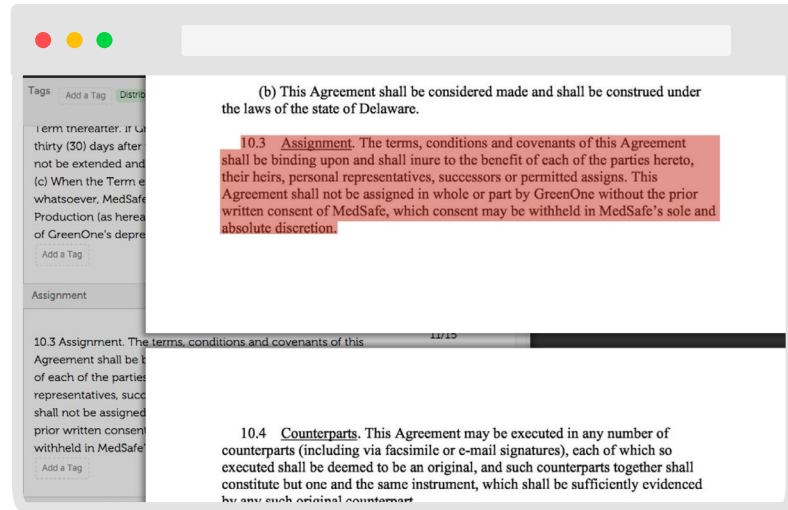 Tags
Add a Tag
Distrib
Term thereafter. If G
thirty (30) days after
not be extended and
(c) When the Term e
whatsoever, MedSafe
Production (as herea
of GreenOne's depre
Add a Tag
Assignment
10.3 Assignment. The terms, conditions and covenants of this
Agreement shall be b
of each of the parties
representatives, succ
shall not be assigned
prior written consent
withheld in MedSafe'
Add a Tag
11/15
(b) This Agreement shall be considered made and shall be construed under
the laws of the state of Delaware.
10.3 Assignment. The terms, conditions and covenants of this Agreement
shall be binding upon and shall inure to the benefit of each of the parties hereto,
their heirs, personal representatives, successors or permitted assigns. This
Agreement shall not be assigned in whole or part by GreenOne without the prior
written consent of MedSafe, which consent may be withheld in MedSafe's sole and
absolute discretion.
10.4 Counterparts. This Agreement may be executed in any number of
counterparts (including via facsimile or e-mail signatures), each of which so
executed shall be deemed to be an original, and such counterparts together shall
constitute but one and the same instrument, which shall be sufficiently evidenced
by any such original counterpart.